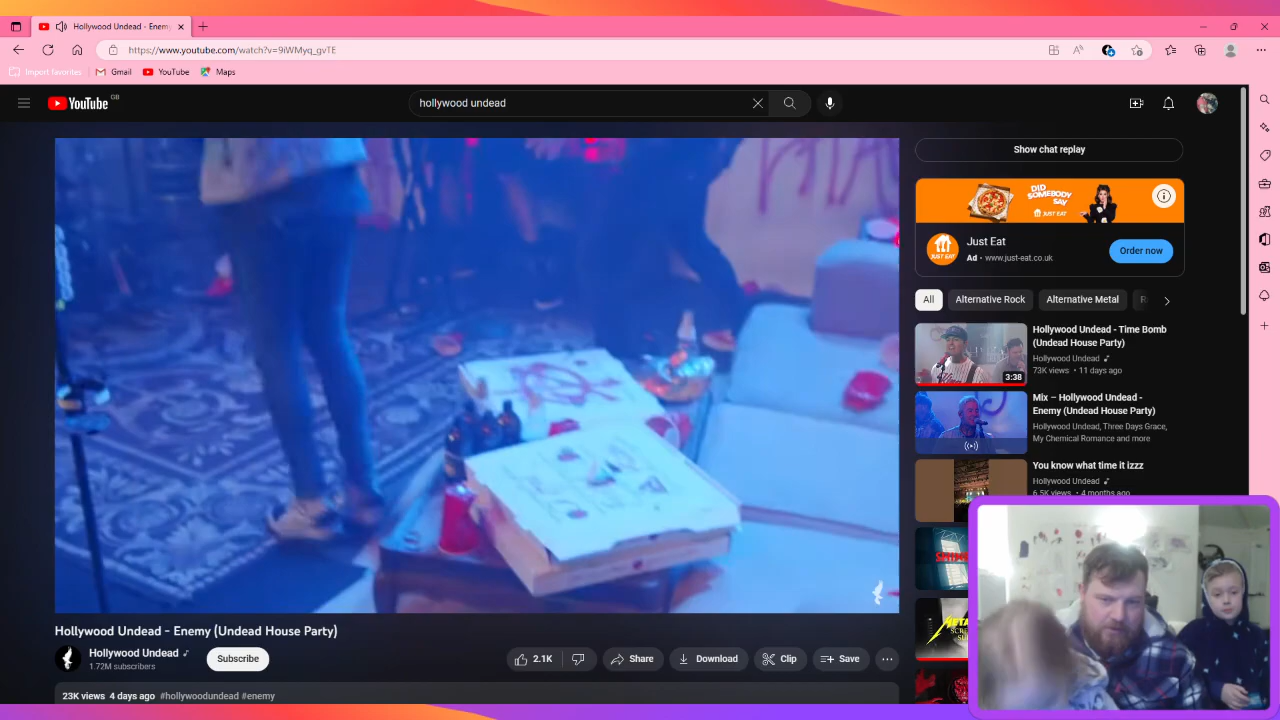 Hollywood Undead - Enemy
https://www.youtube.com/watch?v=9iWMyq_gvTE
Import favorites
Gmail
YouTube
Maps
YouTube GB
hollywood undead
Show chat replay
DID
SOMEBODY
SAY
JUST EAT
JUST EAT
Just Eat
Ad • www.just-eat.co.uk
Order now
All
Alternative Rock
Alternative Metal
Hollywood Undead - Time Bomb
(Undead House Party)
Hollywood Undead
73K views • 11 days ago
3:38
Mix – Hollywood Undead -
Enemy (Undead House Party)
Hollywood Undead, Three Days Grace,
My Chemical Romance and more
You know what time it izzz
Hollywood Undead
6.5K views • 4 months ago
Hollywood Undead - Enemy (Undead House Party)
Hollywood Undead
1.72M subscribers
Subscribe
2.1K
Share
Download
Clip
Save
23K views 4 days ago #hollywoodundead #enemy